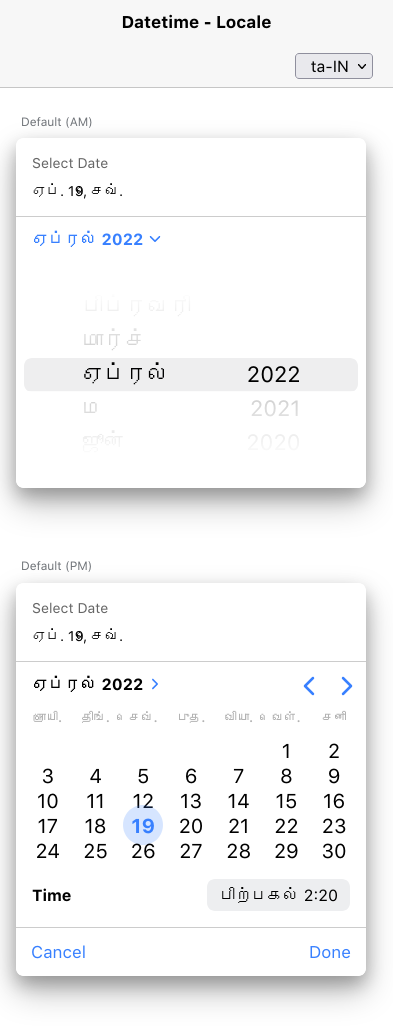 Datetime - Locale
ta-IN
Default (AM)
Select Date
ஏப். 19, செவ்.
ஏப்ரல் 2022
பிப்ரவரி
மார்ச்
ஏப்ரல் 2022
மே 2021
ஜூன் 2020
Default (PM)
Select Date
ஏப். 19, செவ்.
ஏப்ரல் 2022
ஞாயி. திங். செவ். புத. வியா. வெள். சனி
1 2
3 4 5 6 7 8 9
10 11 12 13 14 15 16
17 18 19 20 21 22 23
24 25 26 27 28 29 30
Time பிற்பகல் 2:20
Cancel Done